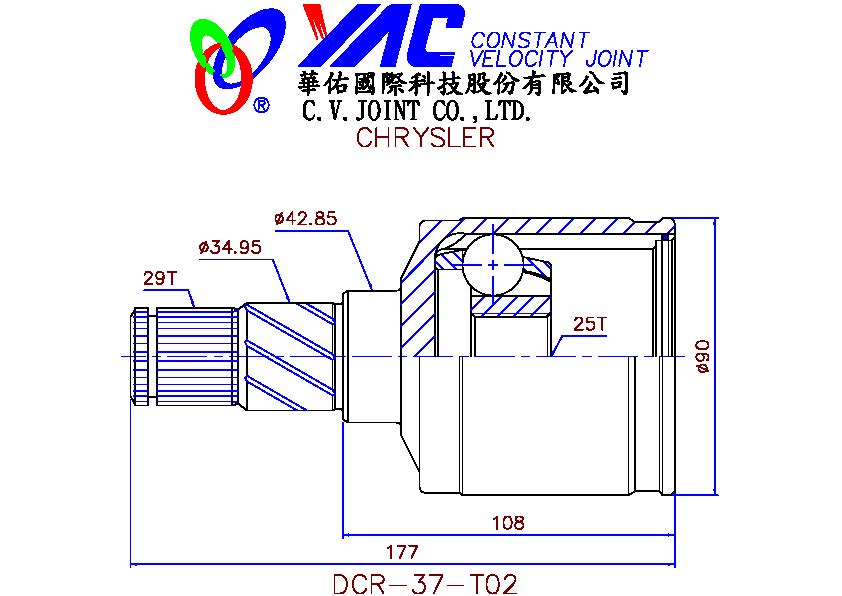 YAC CONSTANT
VELOCITY JOINT
®
華佑國際科技股份有限公司
C.V.JOINT CO.,LTD.
CHRYSLER
ø42.85
ø34.95
29T
25T
ø90
108
177
DCR-37-T02